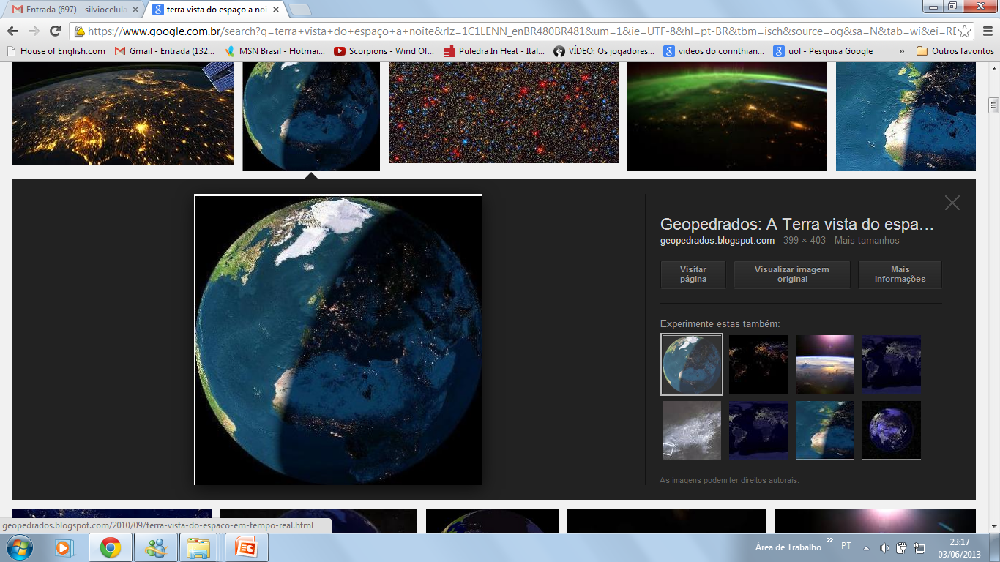 Entrada (697) - silviocelula
terra vista do espaço a noi
https://www.google.com.br/search?q=terra+vista+do+espaço+a+noite&rlz=1C1LENN_enBR480BR481&um=1&ie=UTF-8&hl=pt-BR&tbm=isch&source=og&sa=N&tab=wi&ei=RE
House of English.com
Gmail - Entrada (132...
MSN Brasil - Hotmai...
Scorpions - Wind Of...
Puledra In Heat - Ital...
VÍDEO: Os jogadores...
videos do corinthian...
uol - Pesquisa Google
»
Outros favoritos
Geopedrados: A Terra vista do espa...
geopedrados.blogspot.com - 399 × 403 - Mais tamanhos
Visitar
página
Visualizar imagem
original
Mais
informações
Experimente estas também:
As imagens podem ter direitos autorais.
geopedrados.blogspot.com/2010/09/terra-vista-do-espaco-em-tempo-real.html
Área de Trabalho
»
PT
23:17
03/06/2013